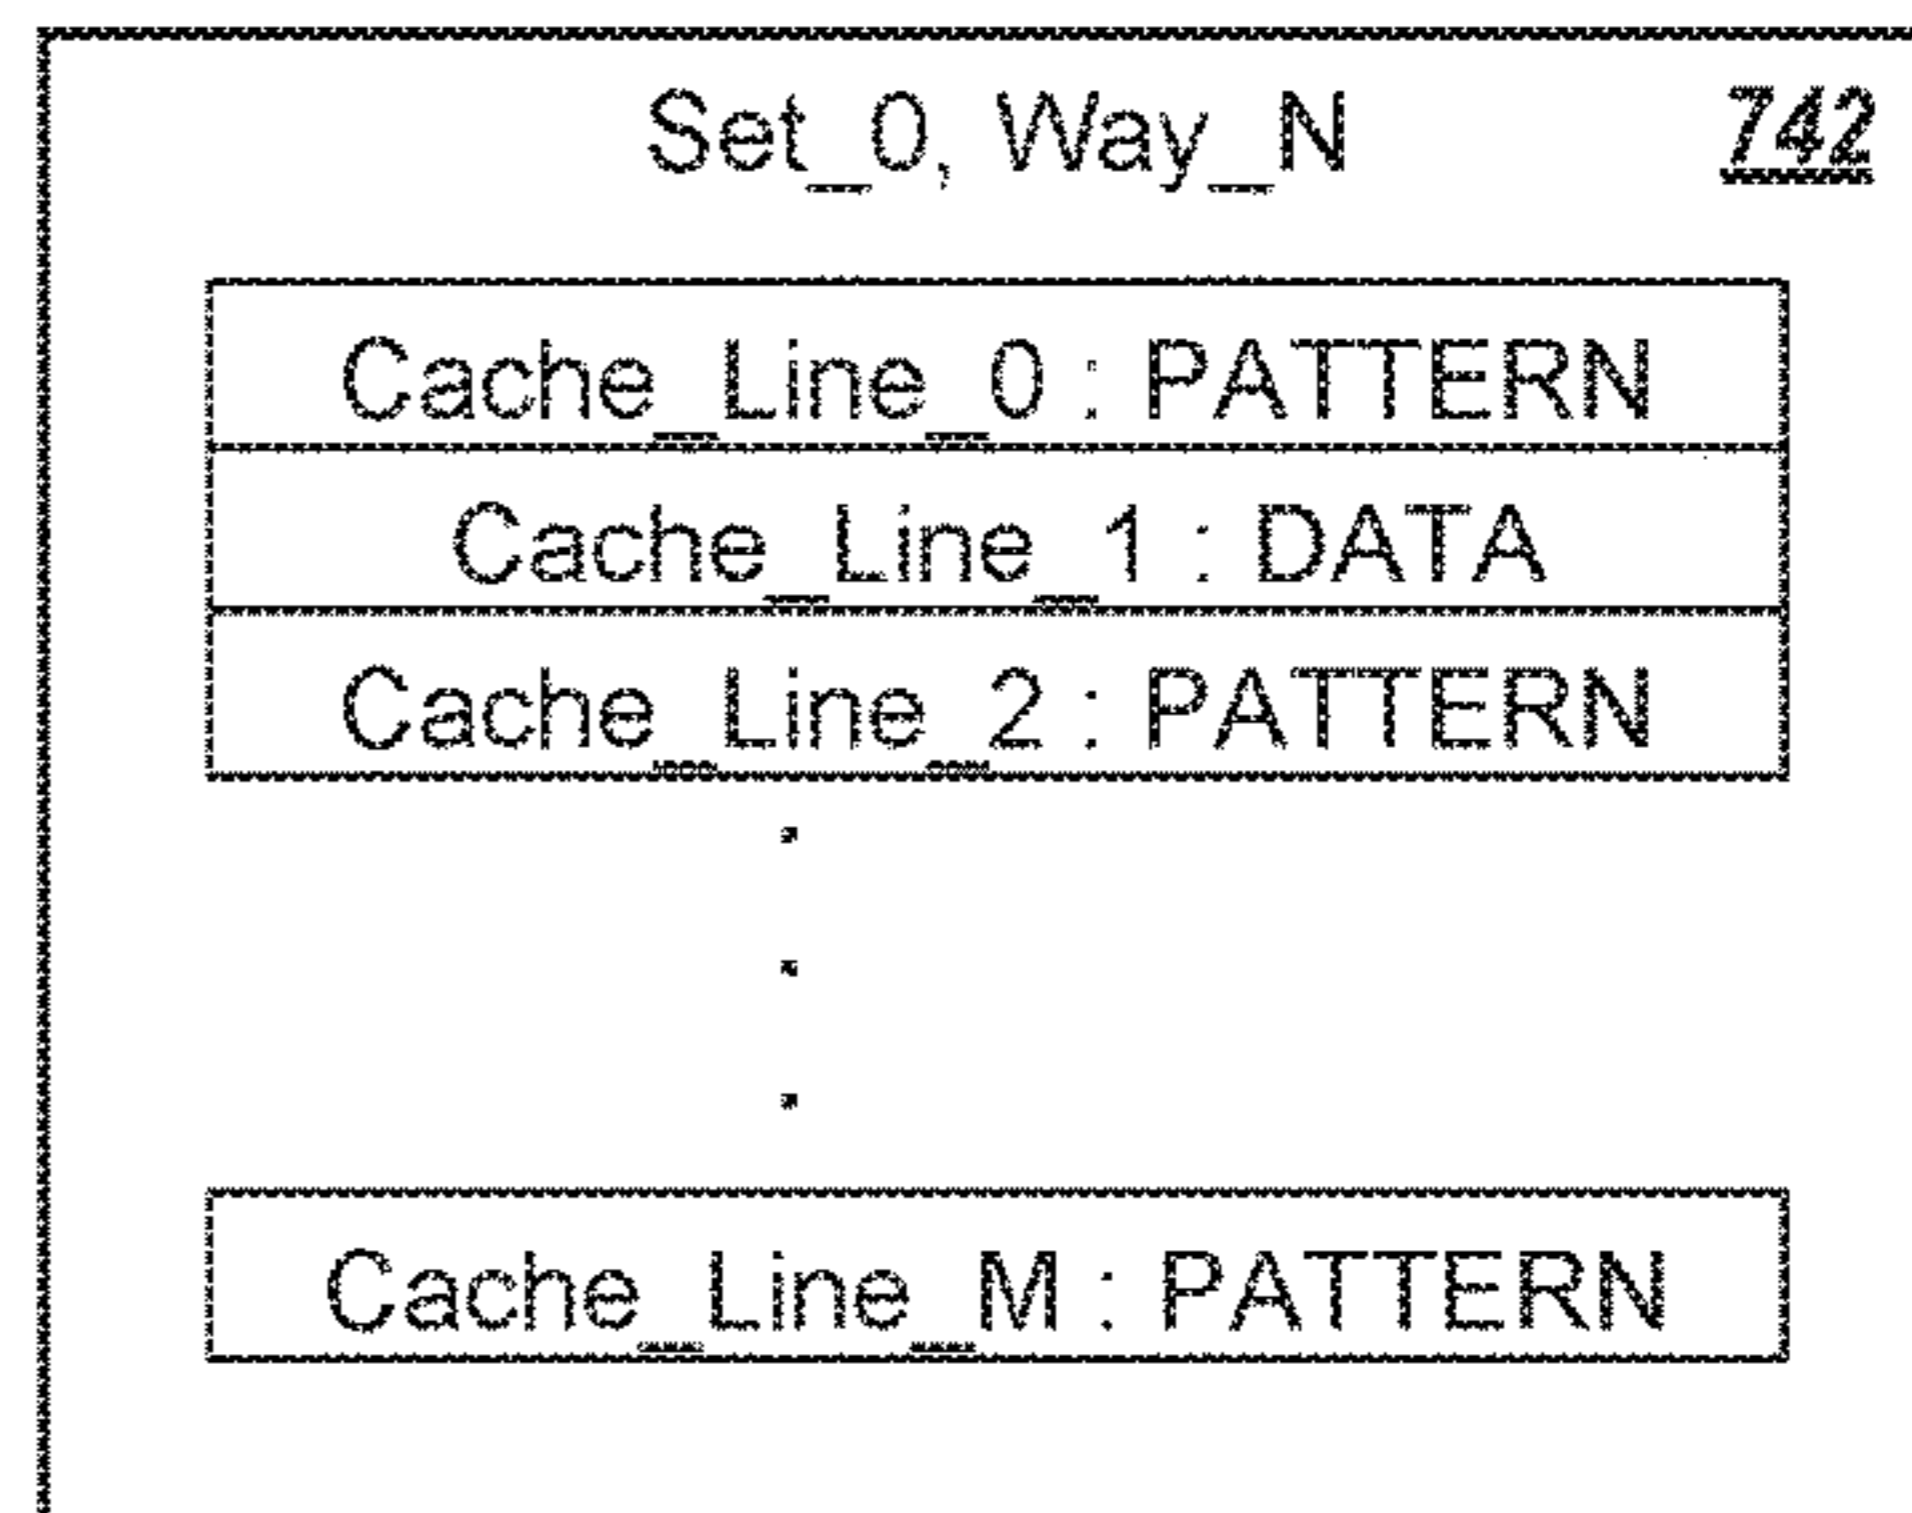 Set_0, Way_N 742
Cache_Line_0 : PATTERN
Cache_Line_1 : DATA
Cache_Line_2 : PATTERN
Cache_Line_M : PATTERN